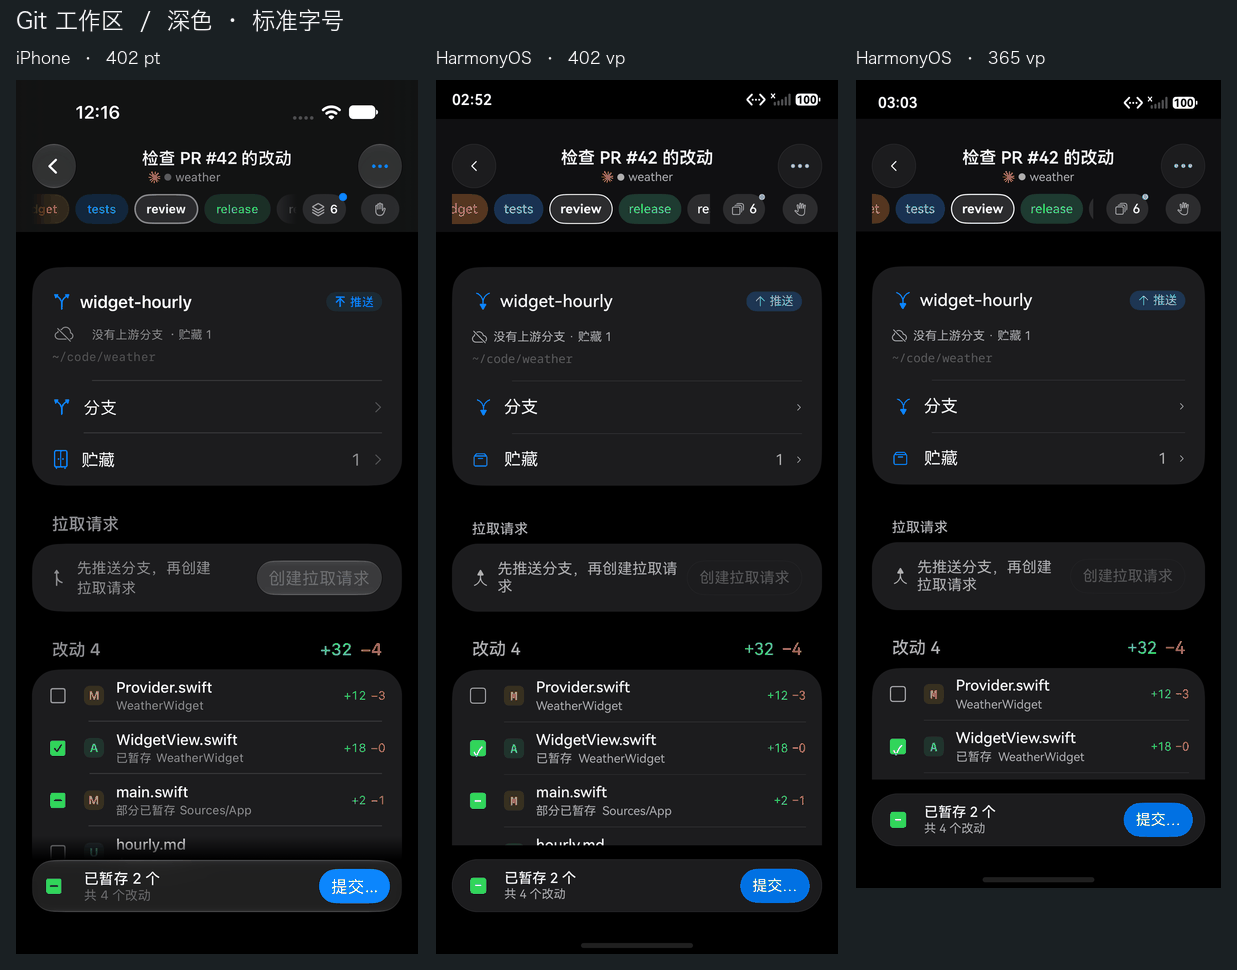 Git 工作区 / 深色 · 标准字号
iPhone · 402 pt
12:16
检查 PR #42 的改动
weather
tests
review
release
6
widget-hourly
推送
没有上游分支 · 贮藏 1
~/code/weather
分支
贮藏
1
拉取请求
先推送分支，再创建
拉取请求
创建拉取请求
改动 4
+32 −4
M
Provider.swift
WeatherWidget
+12 −3
A
WidgetView.swift
已暂存 WeatherWidget
+18 −0
M
main.swift
部分已暂存 Sources/App
+2 −1
U
hourly.md
已暂存 2 个
共 4 个改动
提交...
HarmonyOS · 402 vp
02:52
100
检查 PR #42 的改动
weather
dget
tests
review
release
re
6
widget-hourly
推送
没有上游分支 · 贮藏 1
~/code/weather
分支
贮藏
1
拉取请求
先推送分支，再创建拉取请
求
创建拉取请求
改动 4
+32 −4
M
Provider.swift
WeatherWidget
+12 −3
A
WidgetView.swift
已暂存 WeatherWidget
+18 −0
M
main.swift
部分已暂存 Sources/App
+2 −1
hourly.md
已暂存 2 个
共 4 个改动
提交...
HarmonyOS · 365 vp
03:03
100
检查 PR #42 的改动
weather
et
tests
review
release
6
widget-hourly
推送
没有上游分支 · 贮藏 1
~/code/weather
分支
贮藏
1
拉取请求
先推送分支，再创建
拉取请求
创建拉取请求
改动 4
+32 −4
M
Provider.swift
WeatherWidget
+12 −3
A
WidgetView.swift
已暂存 WeatherWidget
+18 −0
已暂存 2 个
共 4 个改动
提交...